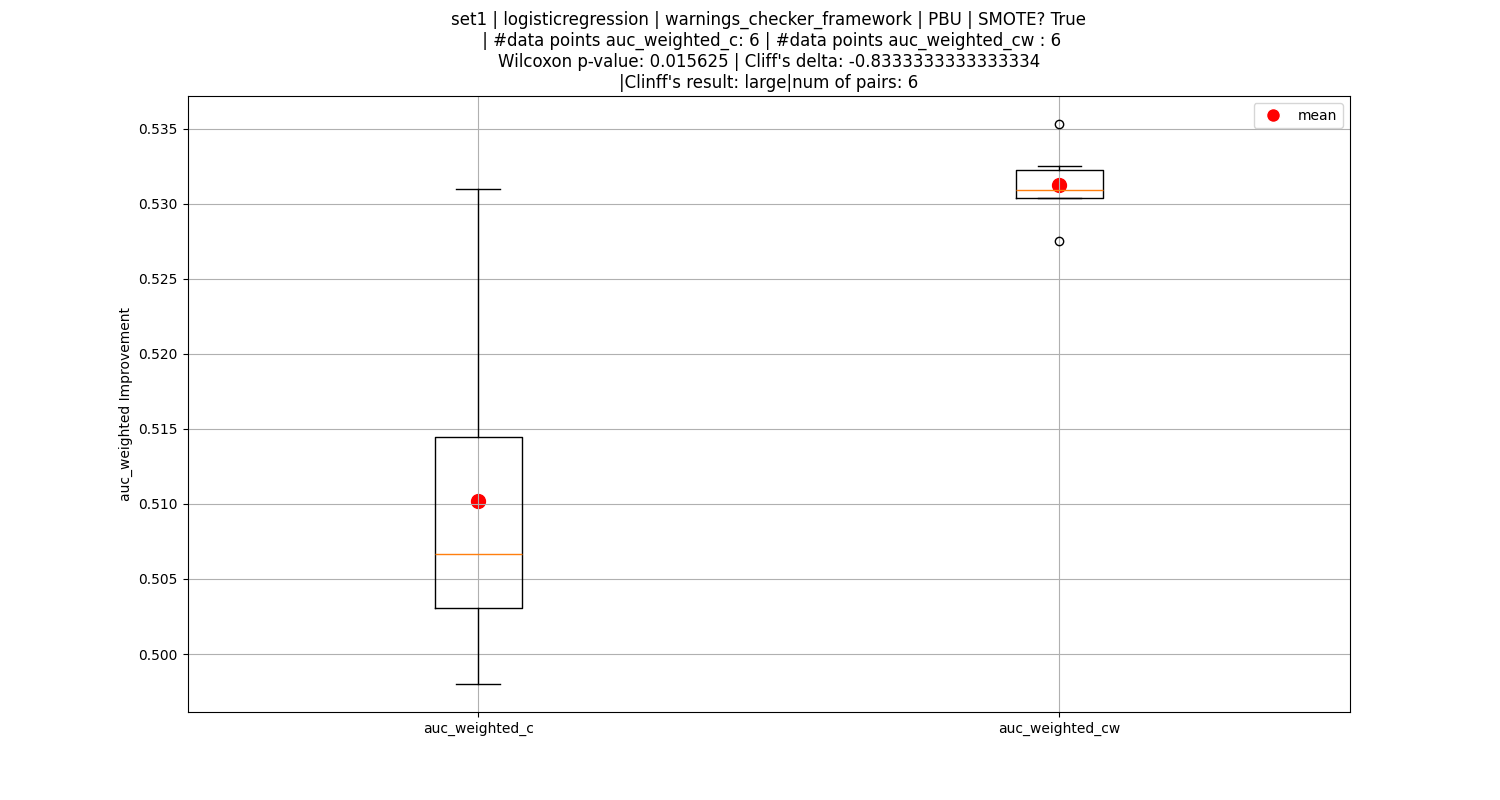 set1 | logisticregression | warnings_checker_framework | PBU | SMOTE? True
| #data points auc_weighted_c: 6 | #data points auc_weighted_cw : 6
Wilcoxon p-value: 0.015625 | Cliff's delta: -0.8333333333333334
|Clinff's result: large|num of pairs: 6
mean
0.535
0.530
0.525
0.520
0.515
0.510
0.505
0.500
auc_weighted Improvement
auc_weighted_c
auc_weighted_cw